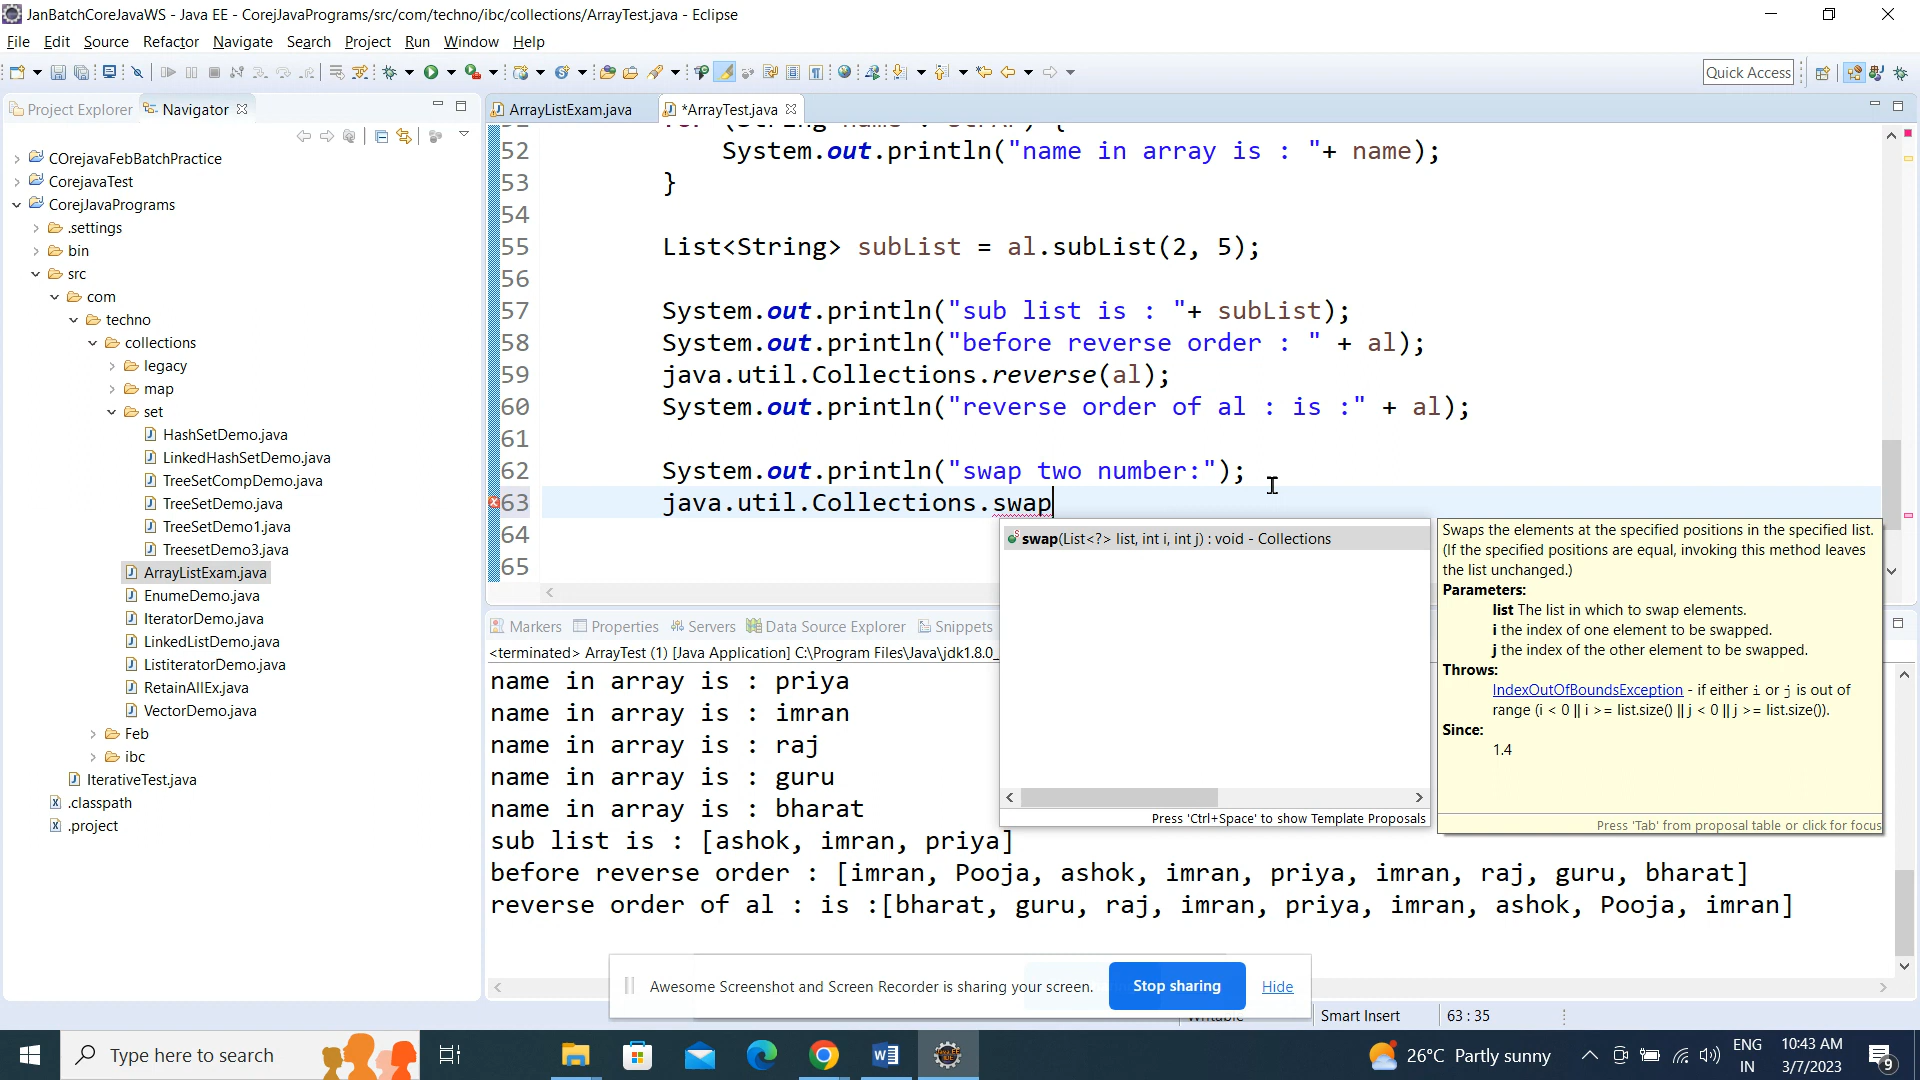 JanBatchCoreJavaWS - Java EE - CorejJavaPrograms/src/com/techno/ibc/collections/ArrayTest.java - Eclipse
File Edit Source Refactor Navigate Search Project Run Window Help
Quick Access
Project Explorer Navigator
ArrayListExam.java *ArrayTest.java
COrejavaFebBatchPractice
CorejavaTest
CorejJavaPrograms
.settings
bin
src
com
techno
collections
legacy
map
set
HashSetDemo.java
LinkedHashSetDemo.java
TreeSetCompDemo.java
TreeSetDemo.java
TreeSetDemo1.java
TreesetDemo3.java
ArrayListExam.java
EnumeDemo.java
IteratorDemo.java
LinkedListDemo.java
ListiteratorDemo.java
RetainAllEx.java
VectorDemo.java
Feb
ibc
IterativeTest.java
.classpath
.project
52 System.out.println("name in array is : "+ name);
53 }
54
55 List<String> subList = al.subList(2, 5);
56
57 System.out.println("sub list is : "+ subList);
58 System.out.println("before reverse order : " + al);
59 java.util.Collections.reverse(al);
60 System.out.println("reverse order of al : is :" + al);
61
62 System.out.println("swap two number:");
63 java.util.Collections.swap
64
65
swap(List<?> list, int i, int j) : void - Collections
Press 'Ctrl+Space' to show Template Proposals
Swaps the elements at the specified positions in the specified list.
(If the specified positions are equal, invoking this method leaves
the list unchanged.)
Parameters:
list The list in which to swap elements.
i the index of one element to be swapped.
j the index of the other element to be swapped.
Throws:
IndexOutOfBoundsException - if either i or j is out of
range (i < 0 || i >= list.size() || j < 0 || j >= list.size()).
Since:
1.4
Press 'Tab' from proposal table or click for focus
Markers Properties Servers Data Source Explorer Snippets
<terminated> ArrayTest (1) [Java Application] C:\Program Files\Java\jdk1.8.0_
name in array is : priya
name in array is : imran
name in array is : raj
name in array is : guru
name in array is : bharat
sub list is : [ashok, imran, priya]
before reverse order : [imran, Pooja, ashok, imran, priya, imran, raj, guru, bharat]
reverse order of al : is :[bharat, guru, raj, imran, priya, imran, ashok, Pooja, imran]
Awesome Screenshot and Screen Recorder is sharing your screen. Stop sharing Hide
Writable Smart Insert 63 : 35
Type here to search
26°C Partly sunny
ENG
IN
10:43 AM
3/7/2023
9